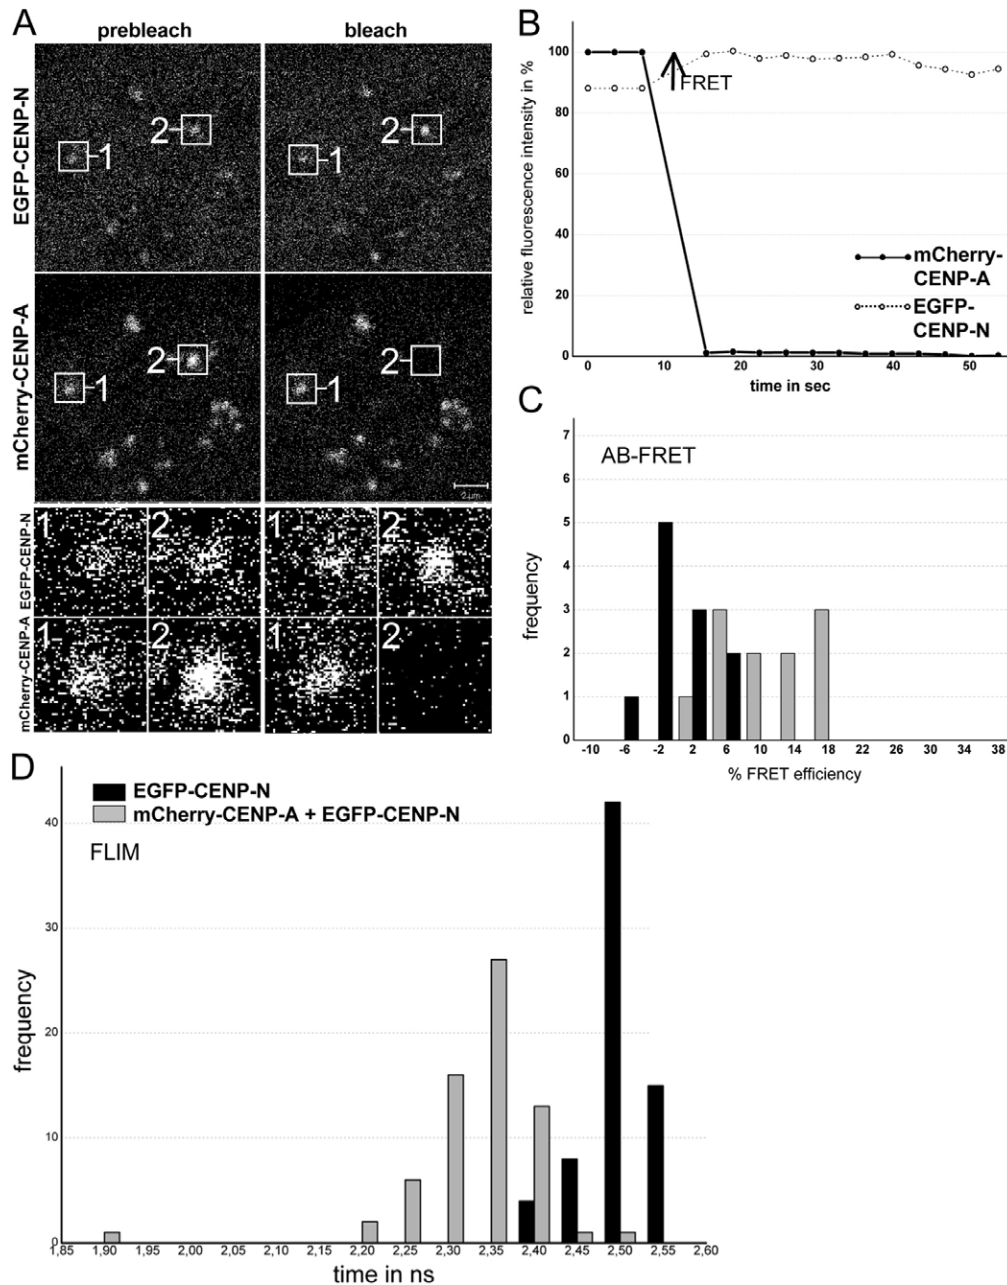 A
prebleach
bleach
EGFP-CENP-N
2
1
2
1
mCherry-CENP-A
2
1
2
1
2 µm
EGFP-CENP-N
1
2
1
2
mCherry-CENP-A
1
2
1
2
B
relative fluorescence intensity in %
100
80
60
40
20
0
FRET
mCherry-
CENP-A
EGFP-
CENP-N
0
10
20
30
40
50
time in sec
C
AB-FRET
frequency
7
6
5
4
3
2
1
0
-10 -6 -2 2 6 10 14 18 22 26 30 34 38
% FRET efficiency
D
EGFP-CENP-N
mCherry-CENP-A + EGFP-CENP-N
FLIM
frequency
40
30
20
10
0
1,85 1,90 1,95 2,00 2,05 2,10 2,15 2,20 2,25 2,30 2,35 2,40 2,45 2,50 2,55 2,60
time in ns